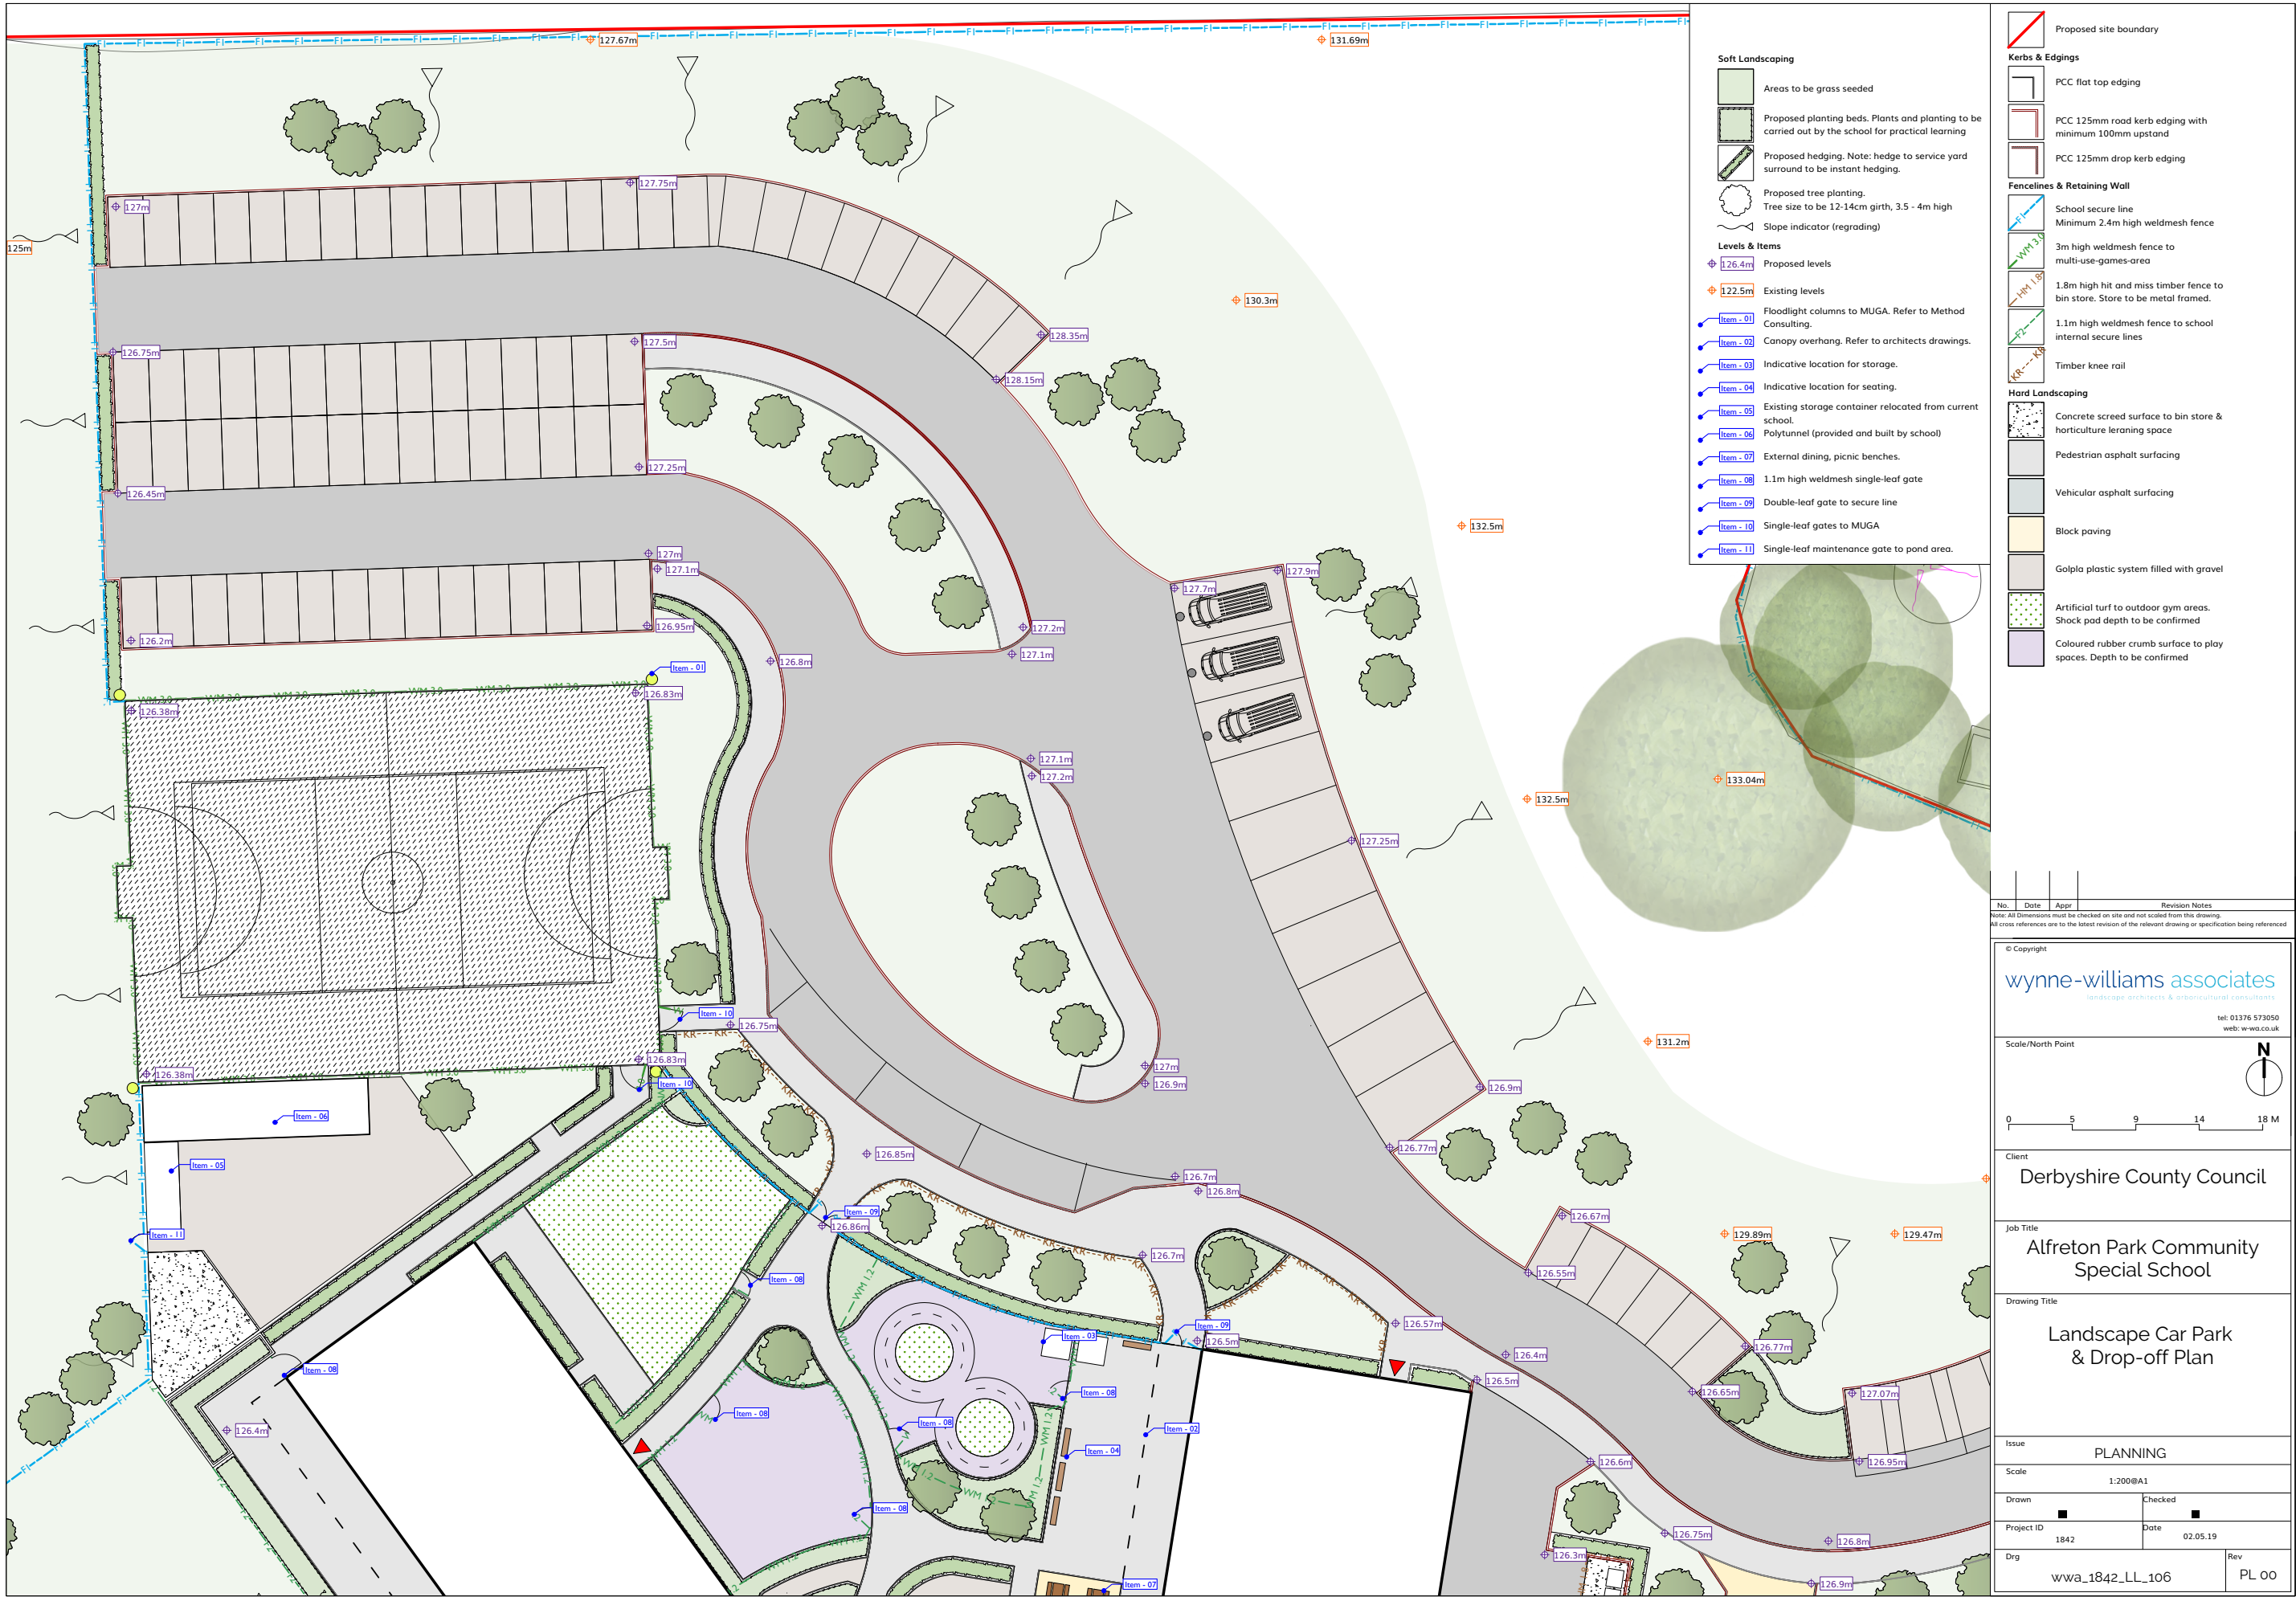 127.67m
131.69m
125m
127m
127.75m
128.35m
128.15m
130.3m
126.75m
127.5m
127.25m
126.45m
132.5m
127m
127.1m
126.2m
126.95m
126.8m
127.2m
127.1m
127.7m
127.9m
Item - 01
126.83m
126.38m
127.1m
127.2m
132.5m
133.04m
127.25m
Item - 10
126.75m
131.2m
126.83m
126.38m
Item - 10
127m
126.9m
126.9m
Item - 06
Item - 05
126.85m
126.77m
126.7m
126.8m
Item - 09
126.86m
126.67m
129.89m
129.47m
Item - 11
126.7m
126.55m
Item - 08
126.57m
Item - 09
Item - 03
126.5m
126.4m
126.77m
Item - 08
126.5m
126.65m
127.07m
Item - 08
Item - 08
Item - 08
Item - 02
126.4m
Item - 04
126.6m
126.95m
Item - 08
126.75m
126.8m
126.3m
Item - 07
126.9m
Soft Landscaping
Areas to be grass seeded
Proposed planting beds. Plants and planting to be
carried out by the school for practical learning
Proposed hedging. Note: hedge to service yard
surround to be instant hedging.
Proposed tree planting.
Tree size to be 12-14cm girth, 3.5 - 4m high
Slope indicator (regrading)
Levels & Items
126.4m Proposed levels
122.5m Existing levels
Item - 01 Floodlight columns to MUGA. Refer to Method
Consulting.
Item - 02 Canopy overhang. Refer to architects drawings.
Item - 03 Indicative location for storage.
Item - 04 Indicative location for seating.
Item - 05 Existing storage container relocated from current
school.
Item - 06 Polytunnel (provided and built by school)
Item - 07 External dining, picnic benches.
Item - 08 1.1m high weldmesh single-leaf gate
Item - 09 Double-leaf gate to secure line
Item - 10 Single-leaf gates to MUGA
Item - 11 Single-leaf maintenance gate to pond area.
Proposed site boundary
Kerbs & Edgings
PCC flat top edging
PCC 125mm road kerb edging with
minimum 100mm upstand
PCC 125mm drop kerb edging
Fencelines & Retaining Wall
F1 School secure line
Minimum 2.4m high weldmesh fence
WM 3.0 3m high weldmesh fence to
multi-use-games-area
HM 1.8 1.8m high hit and miss timber fence to
bin store. Store to be metal framed.
F2 1.1m high weldmesh fence to school
internal secure lines
KR Timber knee rail
Hard Landscaping
Concrete screed surface to bin store &
horticulture leraning space
Pedestrian asphalt surfacing
Vehicular asphalt surfacing
Block paving
Golpla plastic system filled with gravel
Artificial turf to outdoor gym areas.
Shock pad depth to be confirmed
Coloured rubber crumb surface to play
spaces. Depth to be confirmed
No. Date Appr Revision Notes
Note: All Dimensions must be checked on site and not scaled from this drawing.
All cross references are to the latest revision of the relevant drawing or specification being referenced
© Copyright
wynne-williams associates
landscape architects & arboricultural consultants
tel: 01376 573050
web: w-wa.co.uk
Scale/North Point
N
0 5 9 14 18 M
Client
Derbyshire County Council
Job Title
Alfreton Park Community
Special School
Drawing Title
Landscape Car Park
& Drop-off Plan
Issue
PLANNING
Scale
1:200@A1
Drawn Checked
Project ID Date
1842 02.05.19
Drg Rev
wwa_1842_LL_106 PL 00